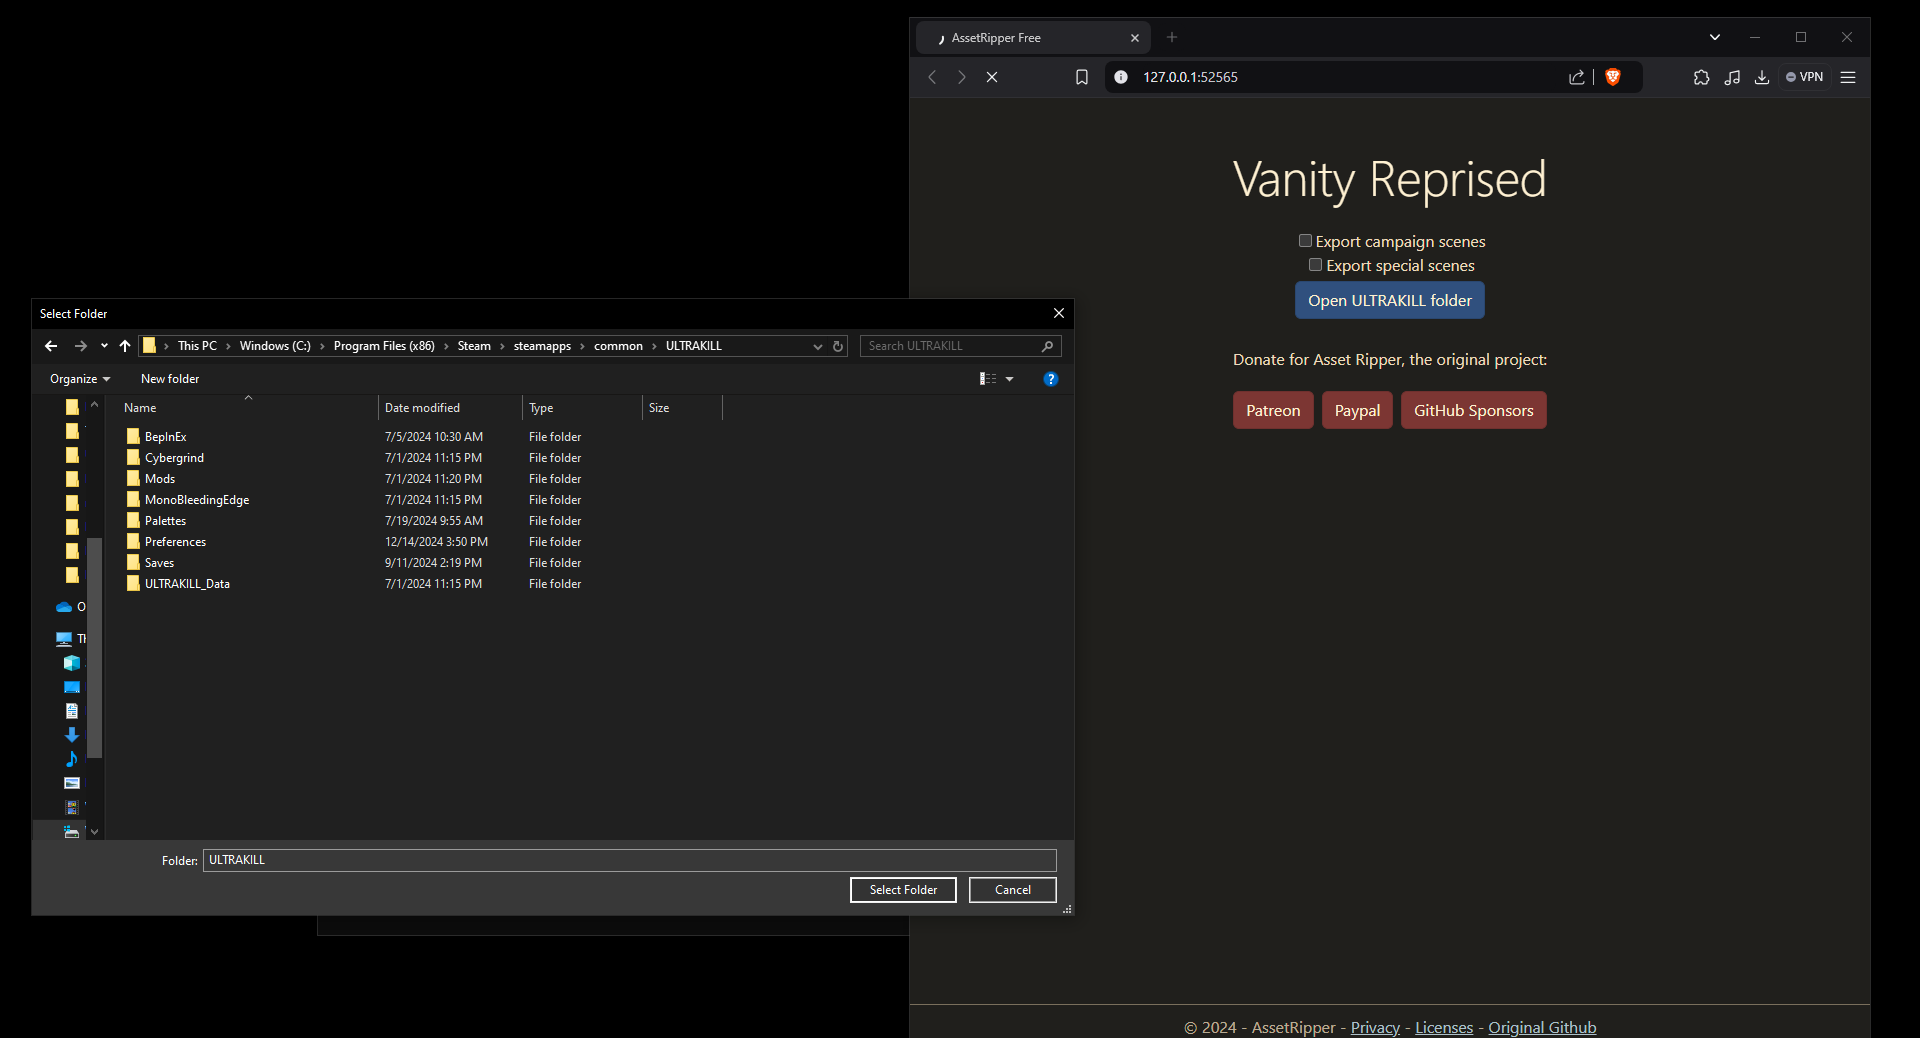 AssetRipper Free
127.0.0.1:52565
VPN
Vanity Reprised
Export campaign scenes
Export special scenes
Open ULTRAKILL folder
Donate for Asset Ripper, the original project:
Patreon Paypal GitHub Sponsors
© 2024 - AssetRipper - Privacy - Licenses - Original Github
Select Folder
This PC > Windows (C:) > Program Files (x86) > Steam > steamapps > common > ULTRAKILL
Search ULTRAKILL
Organize New folder
Name Date modified Type Size
BepInEx 7/5/2024 10:30 AM File folder
Cybergrind 7/1/2024 11:15 PM File folder
Mods 7/1/2024 11:20 PM File folder
MonoBleedingEdge 7/1/2024 11:15 PM File folder
Palettes 7/19/2024 9:55 AM File folder
Preferences 12/14/2024 3:50 PM File folder
Saves 9/11/2024 2:19 PM File folder
ULTRAKILL_Data 7/1/2024 11:15 PM File folder
Folder: ULTRAKILL
Select Folder Cancel